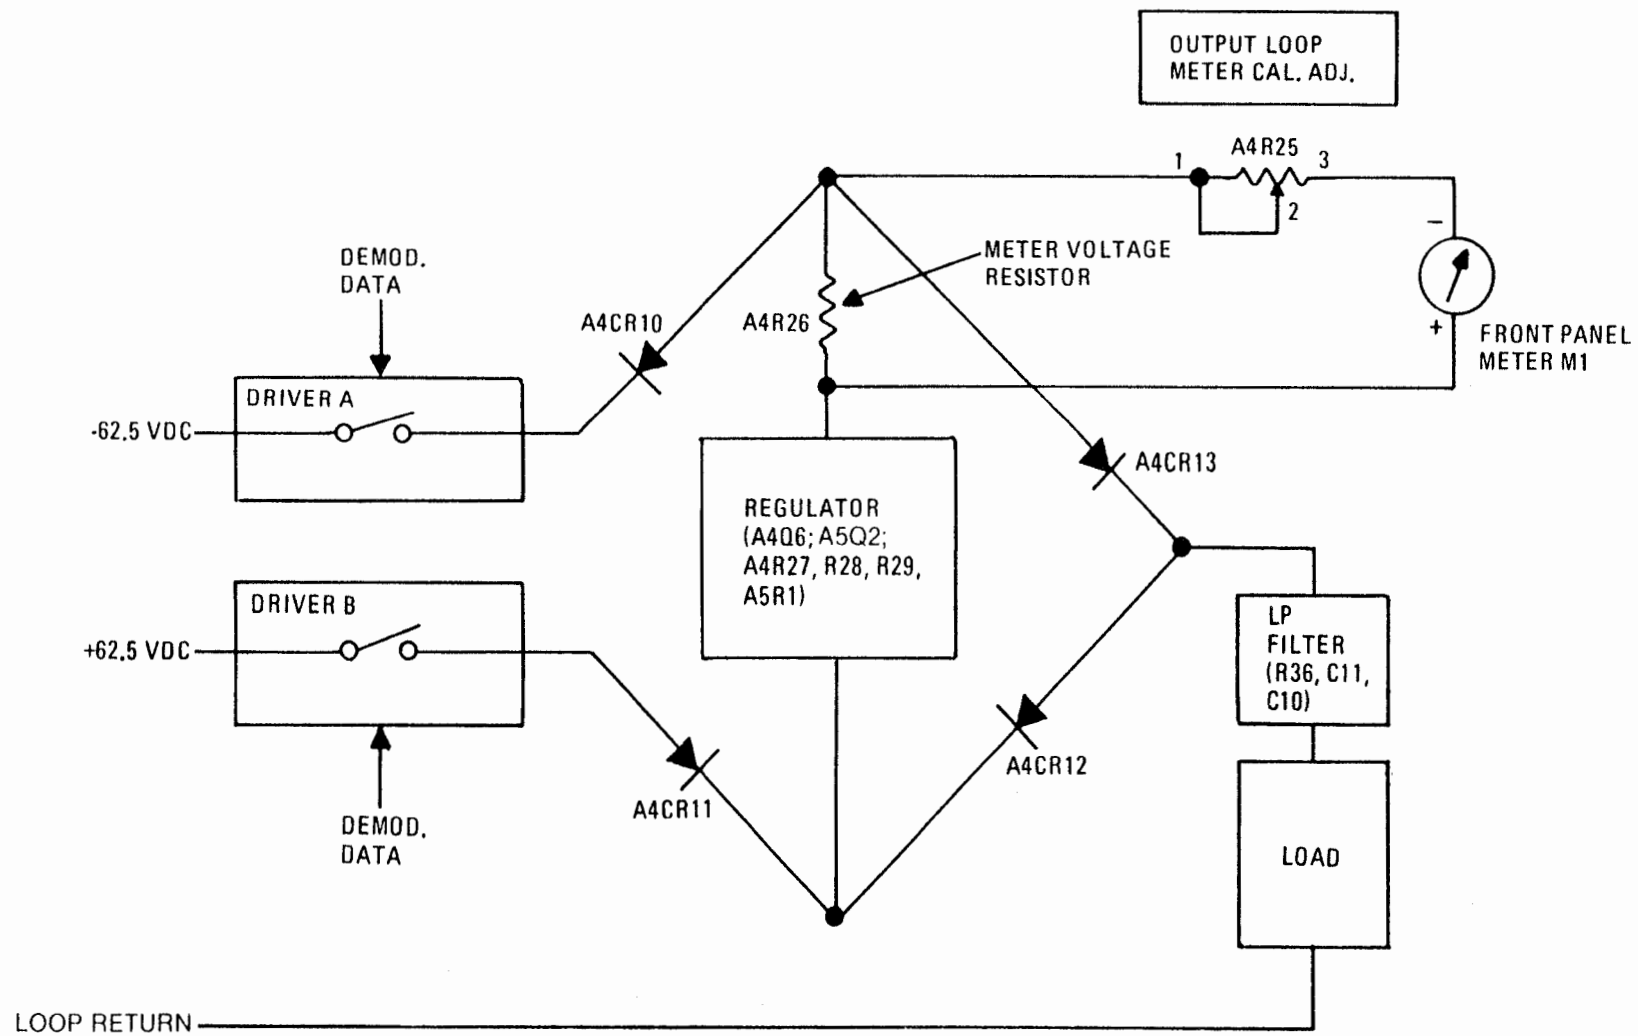 OUTPUT LOOP
METER CAL. ADJ.
A4R25
1
3
2
METER VOLTAGE
RESISTOR
DEMOD.
DATA
A4CR10
A4R26
−
+
FRONT PANEL
METER M1
DRIVER A
-62.5 VDC
A4CR13
REGULATOR
(A4Q6; A5Q2;
A4R27, R28, R29,
A5R1)
DRIVER B
+62.5 VDC
LP
FILTER
(R36, C11,
C10)
A4CR12
A4CR11
DEMOD.
DATA
LOAD
LOOP RETURN